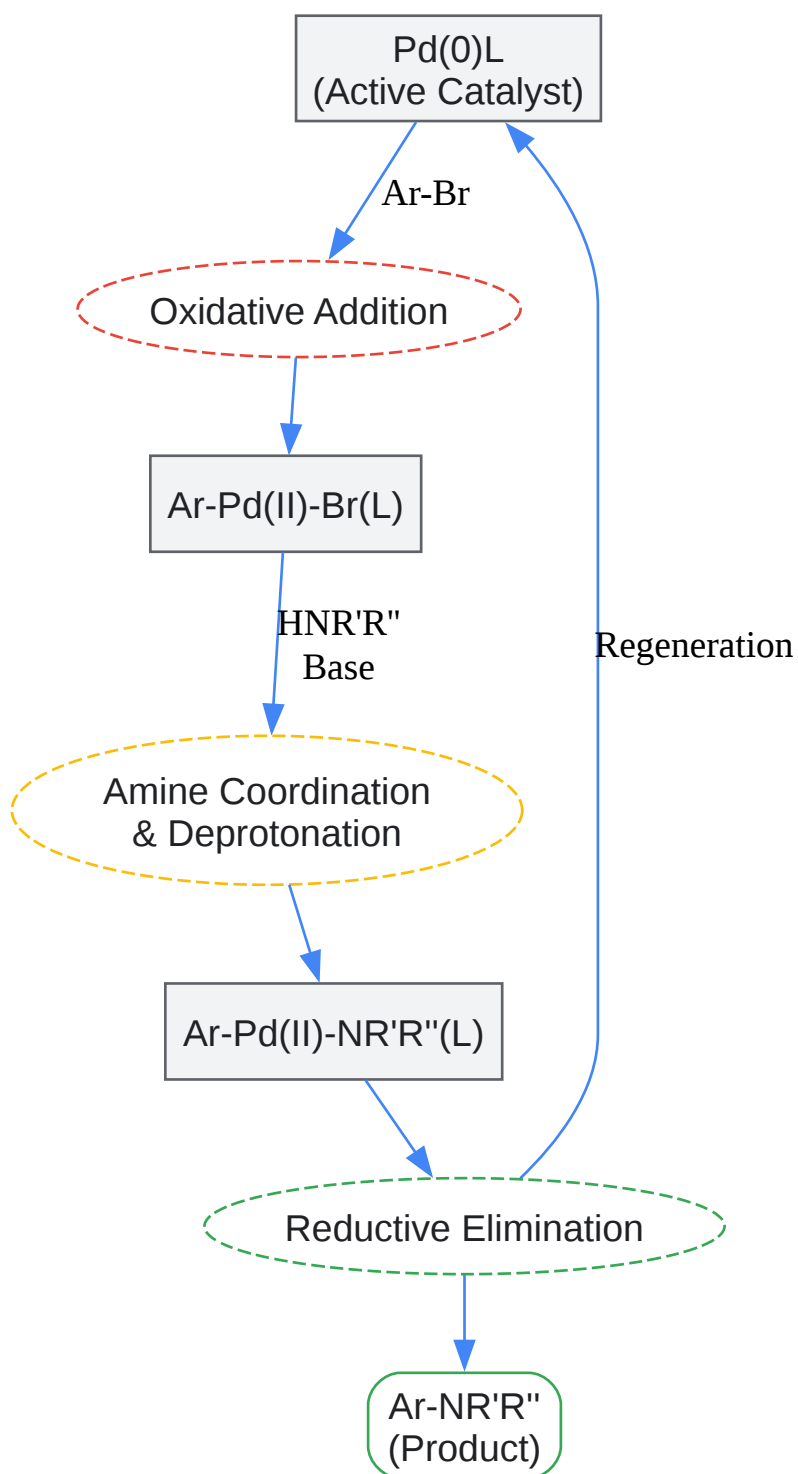 Pd(0)L
(Active Catalyst)
Ar-Br
Oxidative Addition
Ar-Pd(II)-Br(L)
HNR'R"
Base
Regeneration
Amine Coordination
& Deprotonation
Ar-Pd(II)-NR'R"(L)
Reductive Elimination
Ar-NR'R"
(Product)